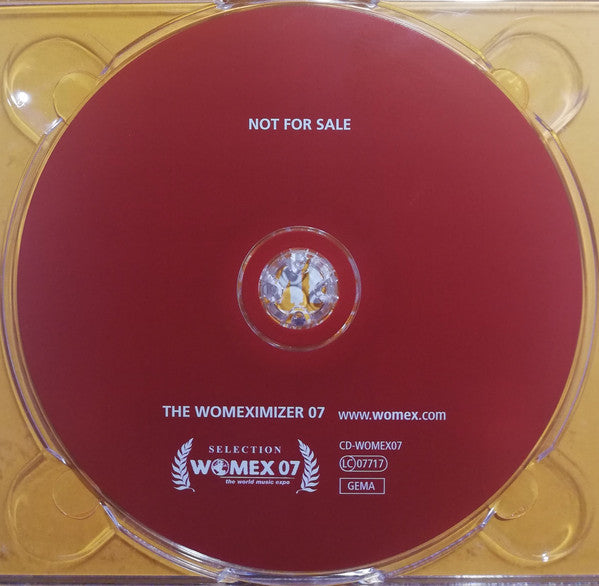 NOT FOR SALE
THE WOMEXIMIZER 07 www.womex.com
CD-WOMEX07
LC 07717
GEMA
SELECTION
WOMEX 07
the world music expo